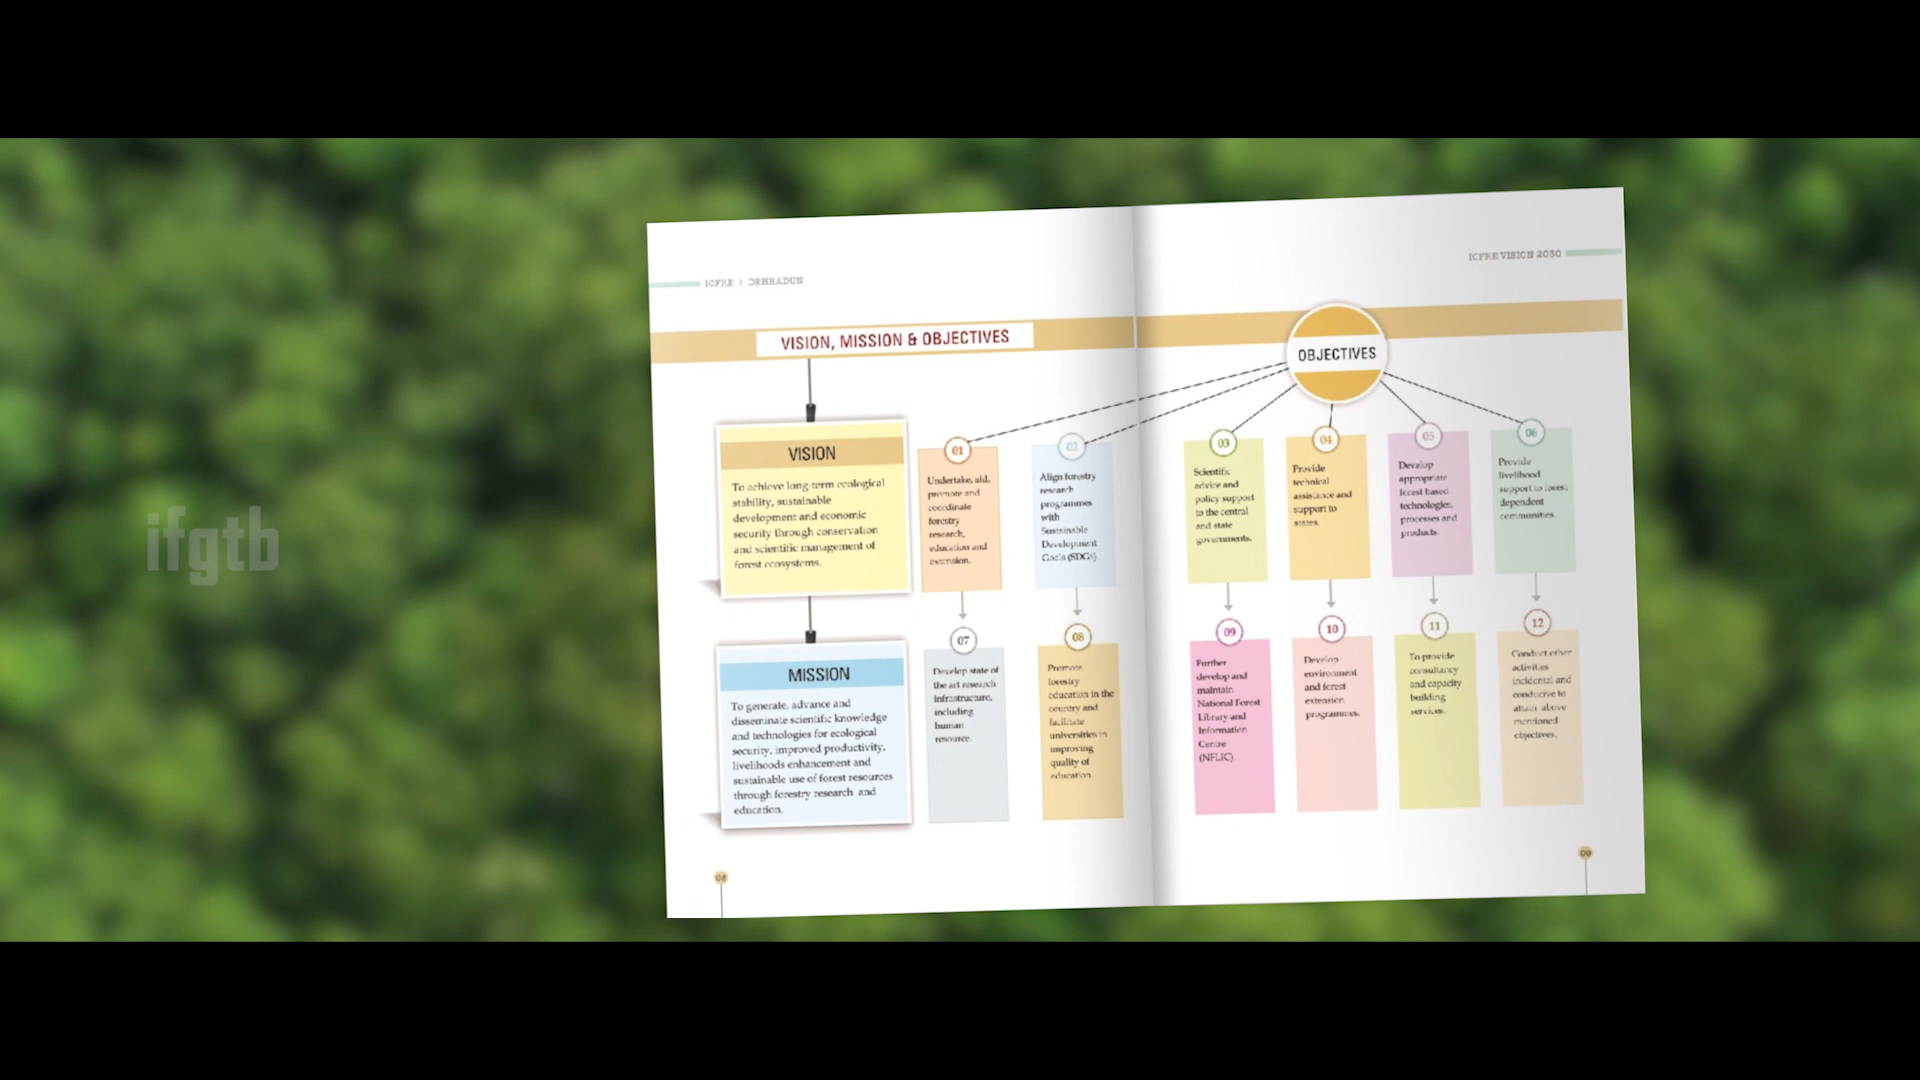 ifgtb
ICFRE | DEHRADUN
ICFRE VISION 2030
VISION, MISSION & OBJECTIVES
OBJECTIVES
VISION
To achieve long-term ecological
stability, sustainable
development and economic
security through conservation
and scientific management of
forest ecosystems.
MISSION
To generate, advance and
disseminate scientific knowledge
and technologies for ecological
security, improved productivity,
livelihoods enhancement and
sustainable use of forest resources
through forestry research and
education.
01
Undertake, aid,
promote and
coordinate
forestry
research,
education and
extension.
02
Align forestry
research
programmes
with
Sustainable
Development
Goals (SDGs).
03
Scientific
advice and
policy support
to the central
and state
governments.
04
Provide
technical
assistance and
support to
states.
05
Develop
appropriate
forest based
technologies,
processes and
products.
06
Provide
livelihood
support to forest
dependent
communities.
07
Develop state of
the art research
infrastructure,
including
human
resource.
08
Promote
forestry
education in the
country and
facilitate
universities in
improving
quality of
education.
09
Further
develop and
maintain
National Forest
Library and
Information
Centre
(NFLIC).
10
Develop
environment
and forest
extension
programmes.
11
To provide
consultancy
and capacity
building
services.
12
Conduct other
activities
incidental and
conducive to
attain above
mentioned
objectives.
08
09